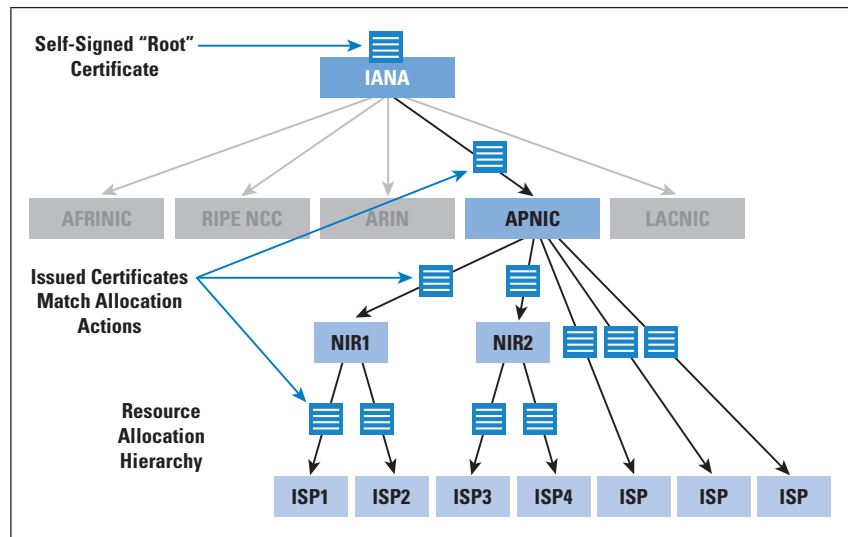 Self-Signed “Root”
Certificate
IANA
AFRINIC
RIPE NCC
ARIN
APNIC
LACNIC
Issued Certificates
Match Allocation
Actions
NIR1
NIR2
Resource
Allocation
Hierarchy
ISP1
ISP2
ISP3
ISP4
ISP
ISP
ISP